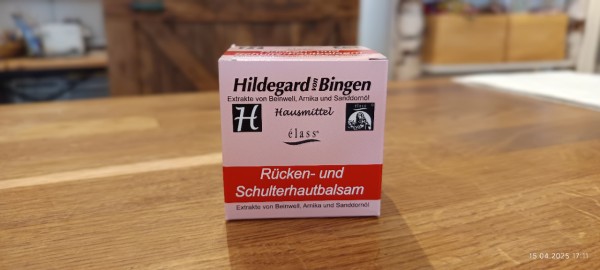 Hildegard von Bingen
Extrakte von Beinwell, Arnika und Sanddornöl
H
Hausmittel
élass®
Rücken- und
Schulterhautbalsam
Extrakte von Beinwell, Arnika und Sanddornöl
15.04.2025 17:11